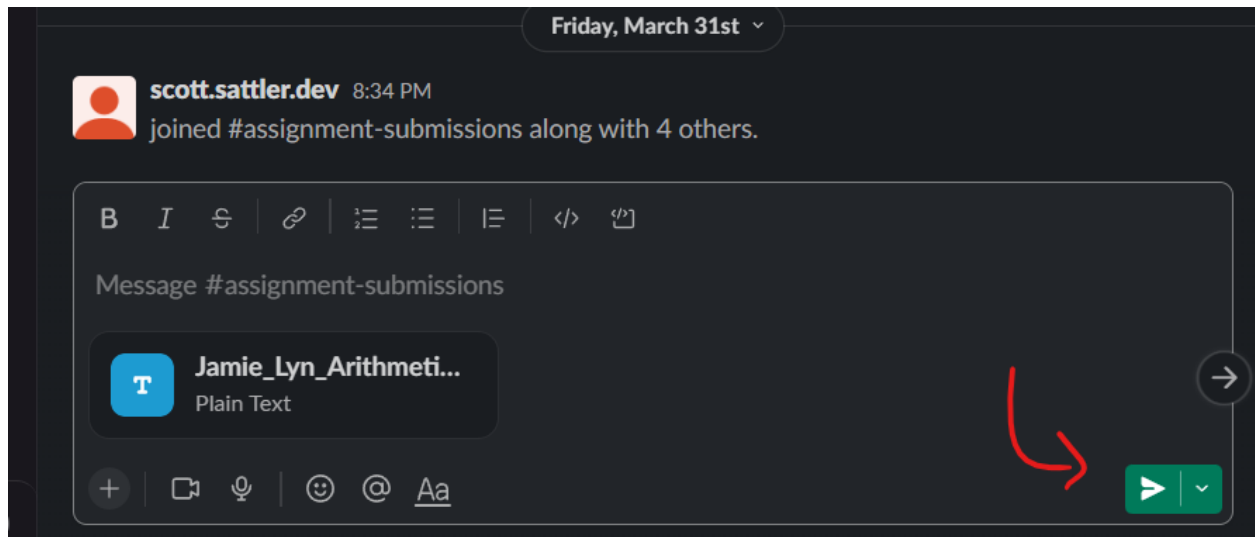 Friday, March 31st
scott.sattler.dev 8:34 PM
joined #assignment-submissions along with 4 others.
B I S
Message #assignment-submissions
T
Jamie_Lyn_Arithmeti...
Plain Text
@ Aa